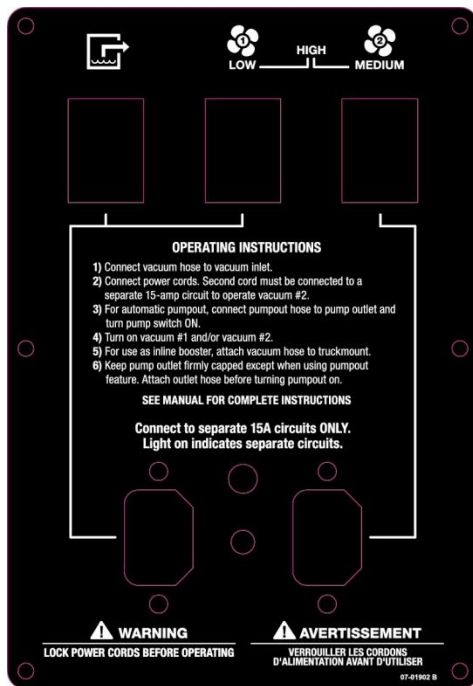 1 2
HIGH
LOW MEDIUM
OPERATING INSTRUCTIONS
1) Connect vacuum hose to vacuum inlet.
2) Connect power cords. Second cord must be connected to a
separate 15-amp circuit to operate vacuum #2.
3) For automatic pumpout, connect pumpout hose to pump outlet and
turn pump switch ON.
4) Turn on vacuum #1 and/or vacuum #2.
5) For use as inline booster, attach vacuum hose to truckmount.
6) Keep pump outlet firmly capped except when using pumpout
feature. Attach outlet hose before turning pumpout on.
SEE MANUAL FOR COMPLETE INSTRUCTIONS
Connect to separate 15A circuits ONLY.
Light on indicates separate circuits.
WARNING
LOCK POWER CORDS BEFORE OPERATING
AVERTISSEMENT
VERROUILLER LES CORDONS
D'ALIMENTATION AVANT D'UTILISER
07-01902 B